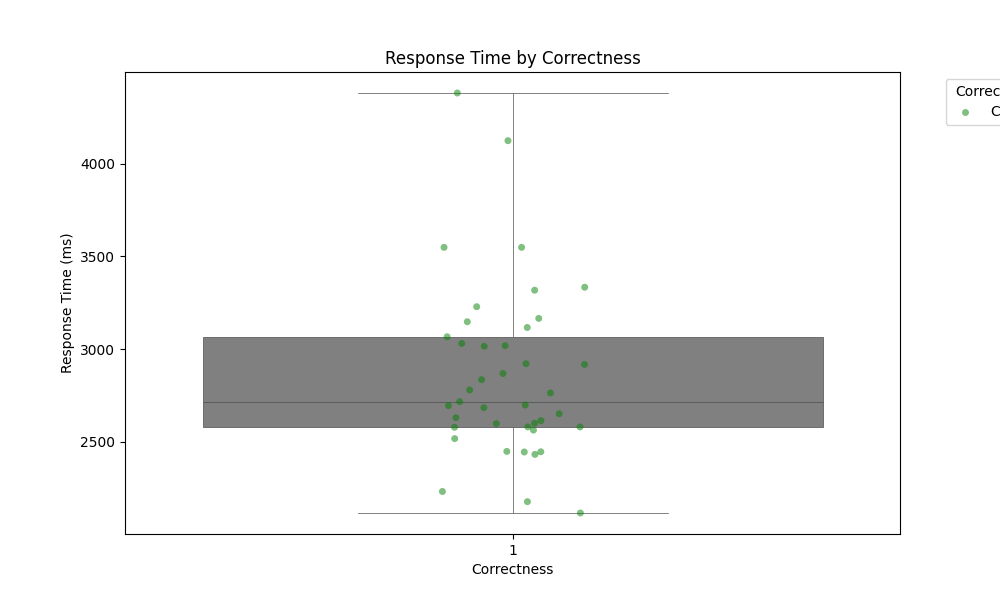 Response Time by Correctness
Correc
C
4000
3500
3000
2500
Response Time (ms)
1
Correctness